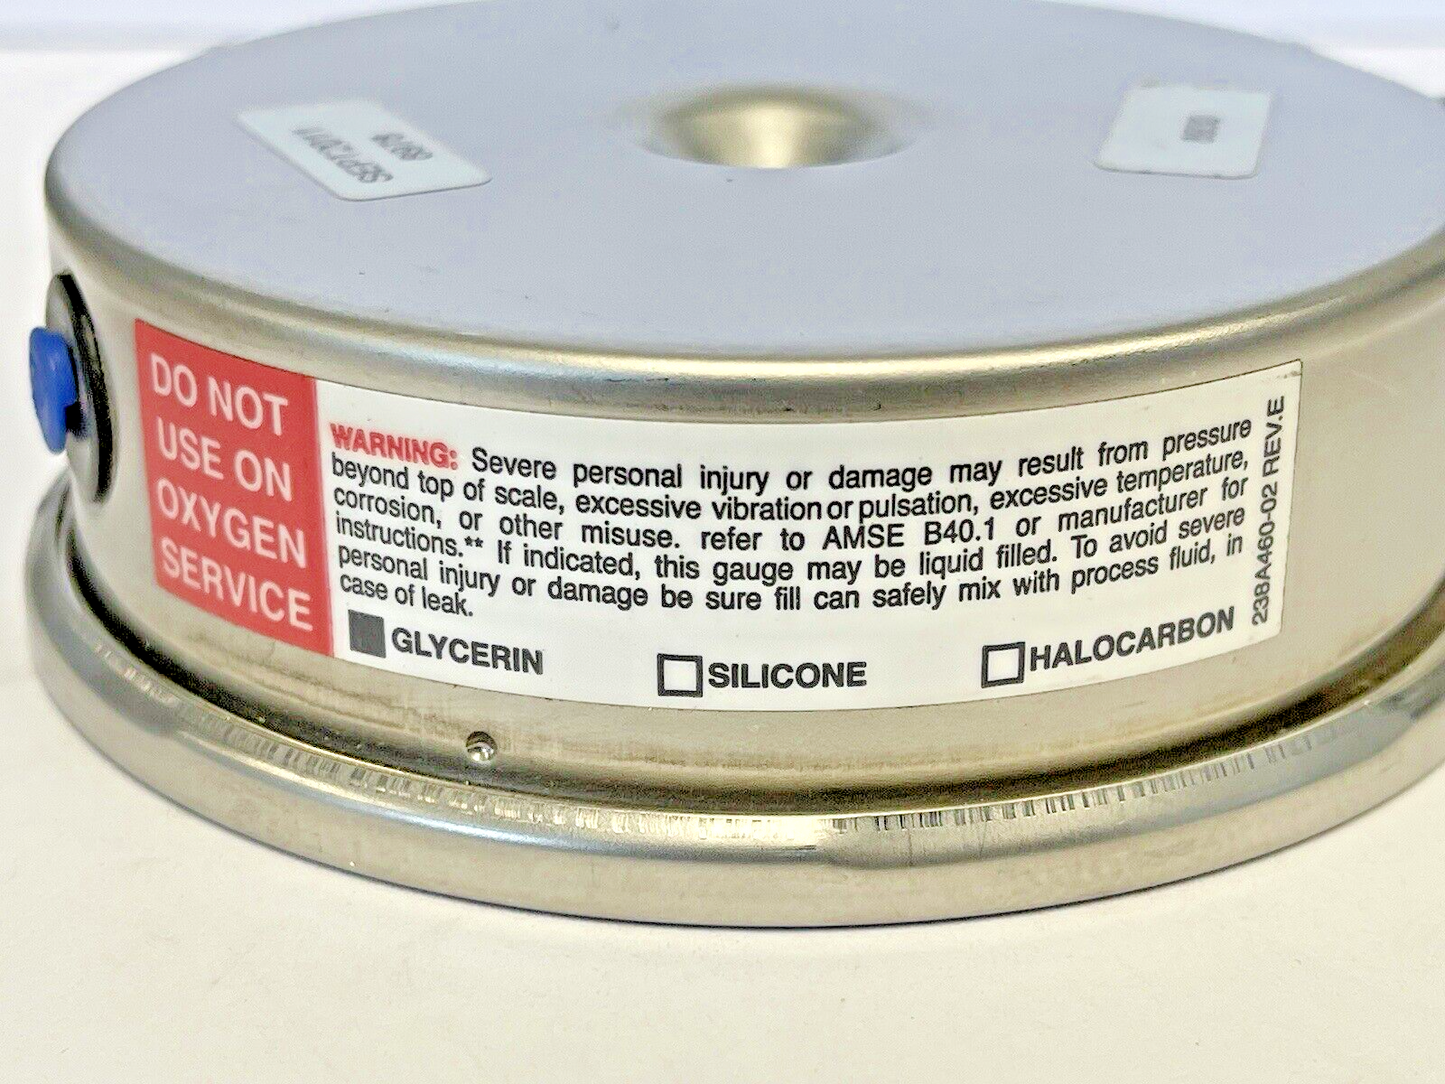 DO NOT
USE ON
OXYGEN
SERVICE
WARNING: Severe personal injury or damage may result from pressure
beyond top of scale, excessive vibration or pulsation, excessive temperature,
corrosion, or other misuse. refer to AMSE B40.1 or manufacturer for
instructions.** If indicated, this gauge may be liquid filled. To avoid severe
personal injury or damage be sure fill can safely mix with process fluid, in
case of leak.
GLYCERIN
SILICONE
HALOCARBON
238A460-02 REV.E